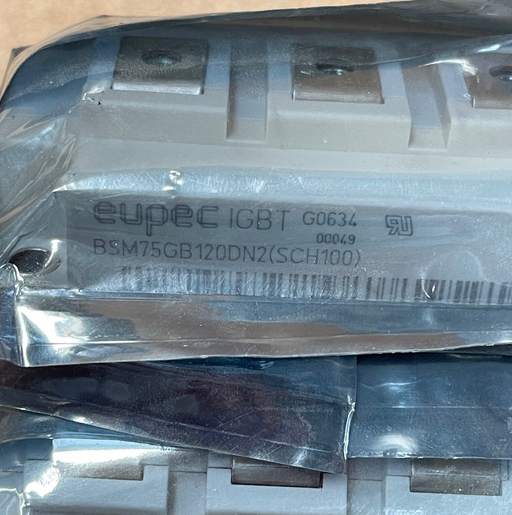 eupec IGBT G0634
00049
BSM75GB120DN2(SCH100)